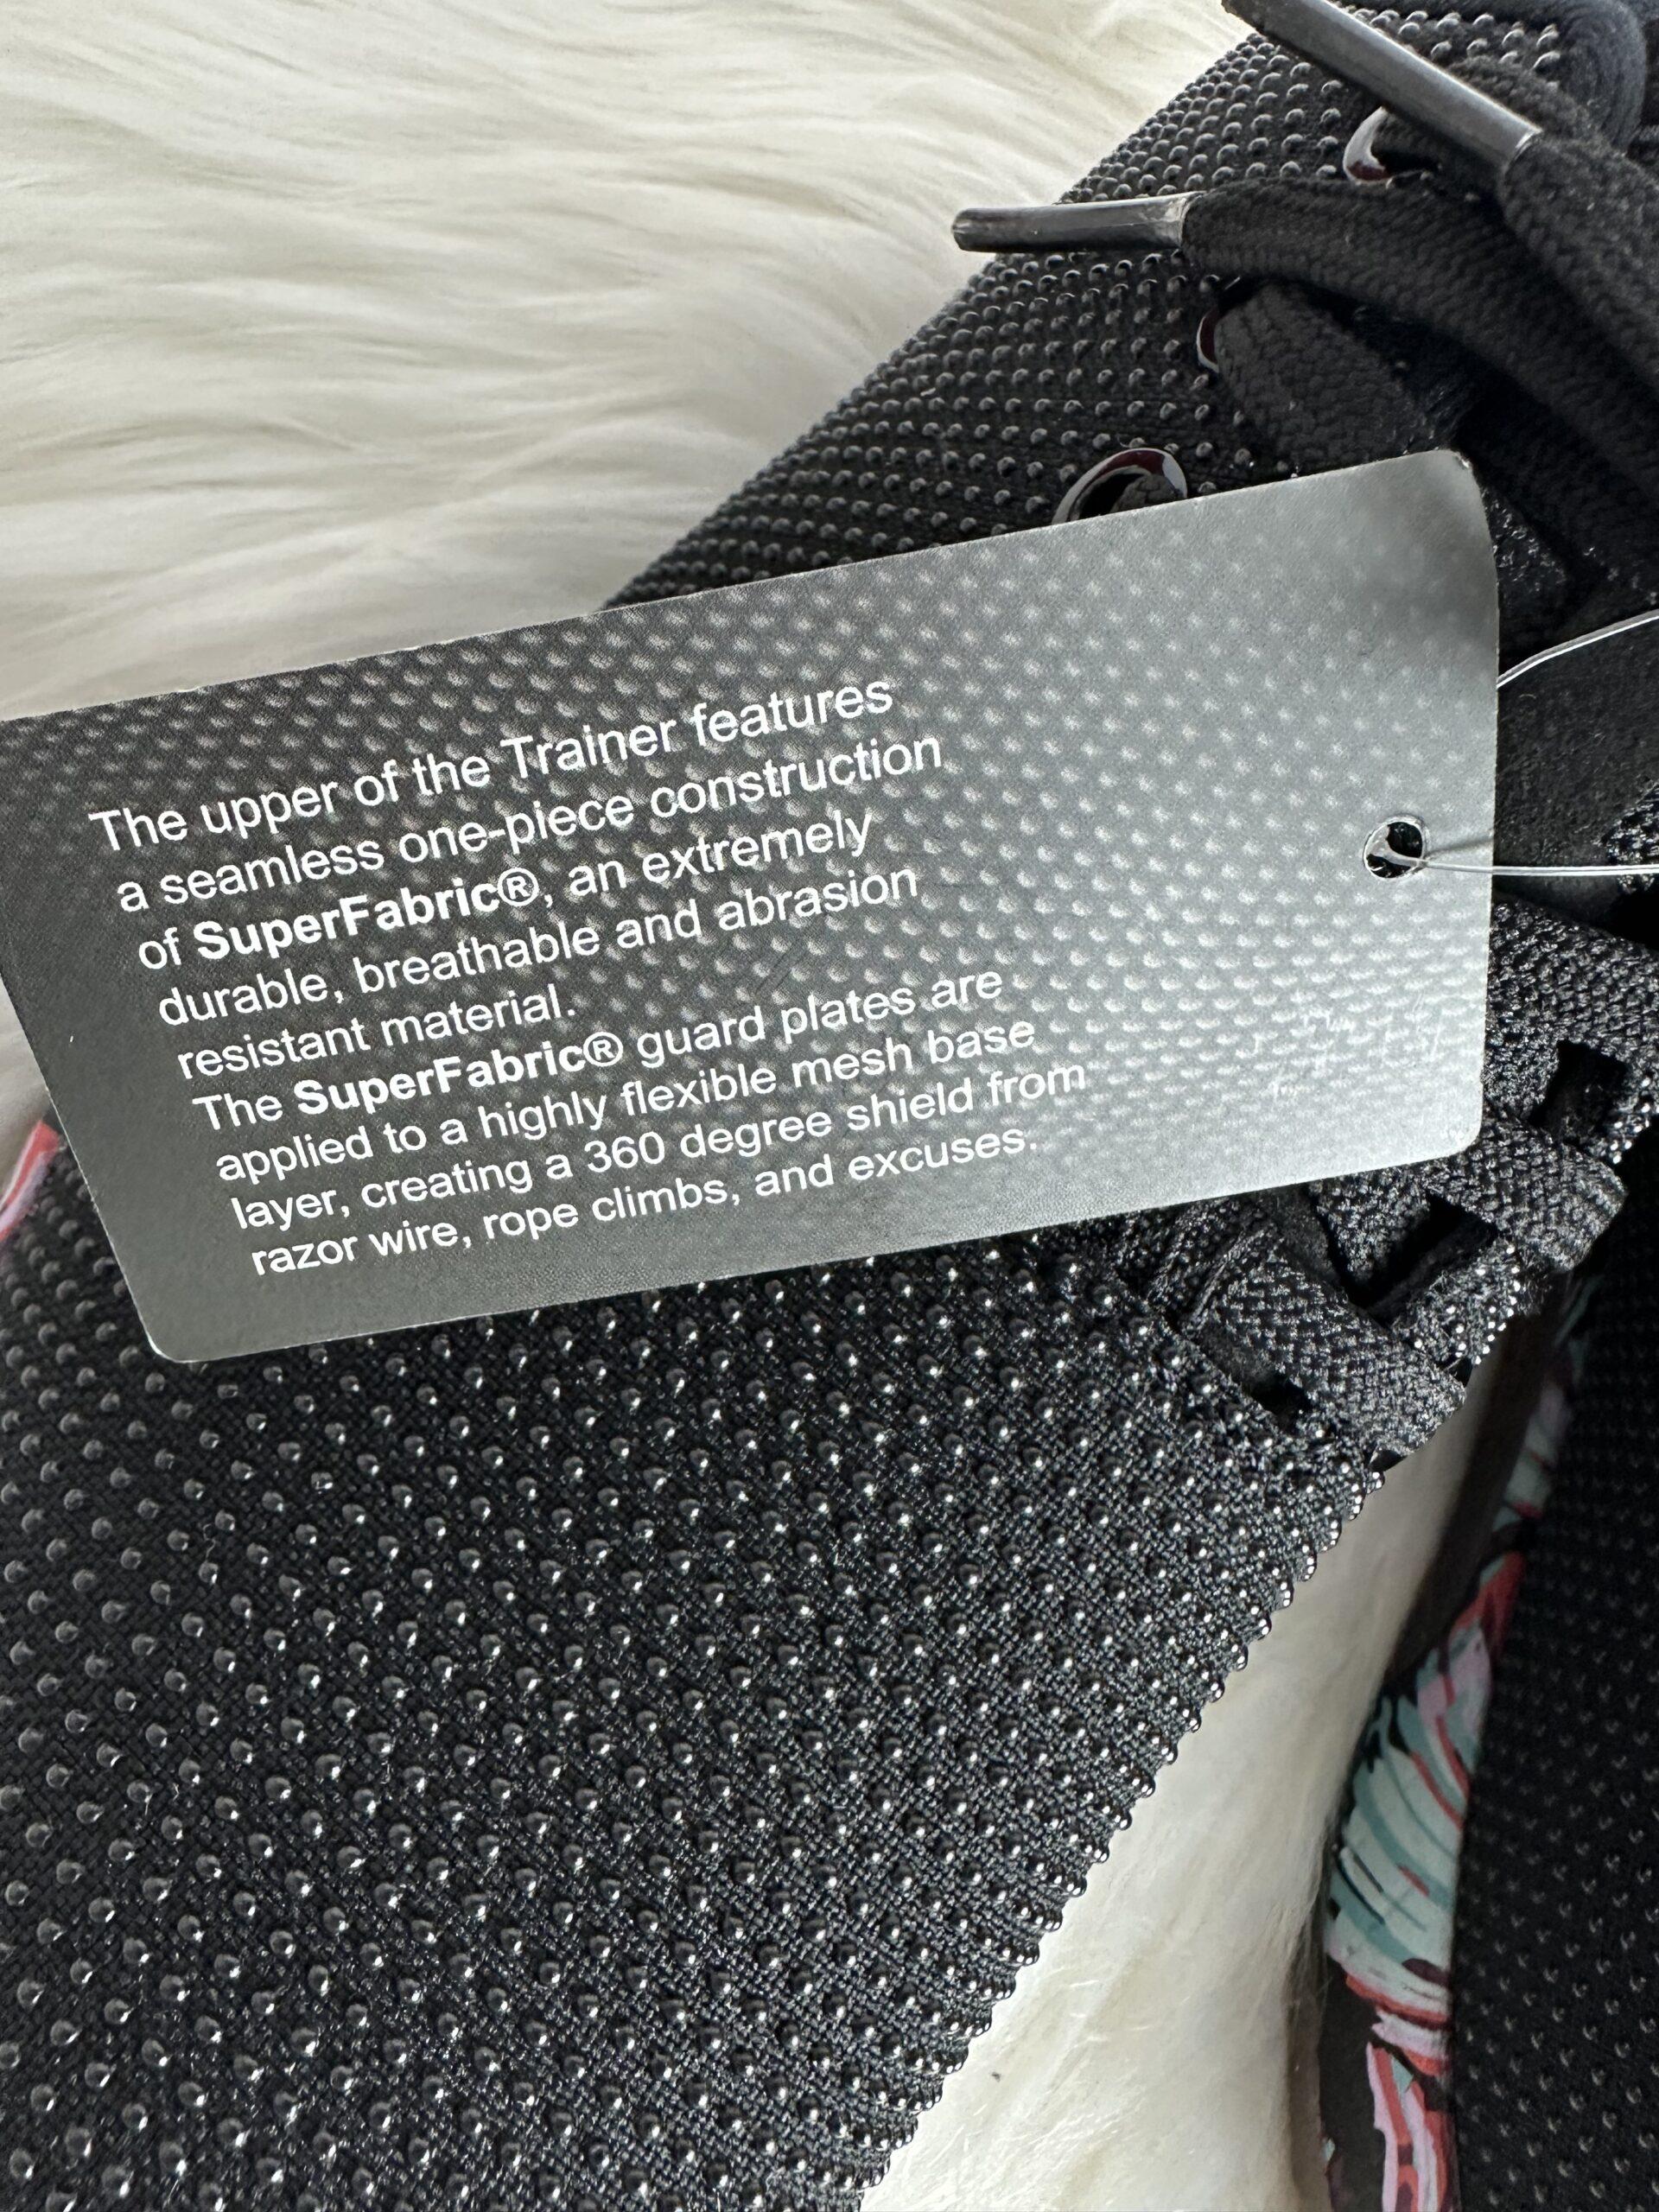 The upper of the Trainer features
a seamless one-piece construction
of SuperFabric®, an extremely
durable, breathable and abrasion
resistant material.
The SuperFabric® guard plates are
applied to a highly flexible mesh base
layer, creating a 360 degree shield from
razor wire, rope climbs, and excuses.